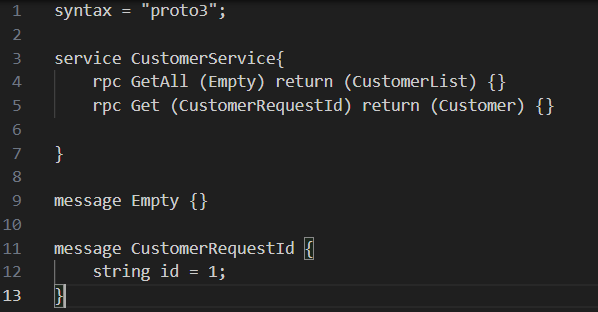 1 syntax = "proto3";
2
3 service CustomerService{
4     rpc GetAll (Empty) return (CustomerList) {}
5     rpc Get (CustomerRequestId) return (Customer) {}
6
7 }
8
9 message Empty {}
10
11 message CustomerRequestId {
12     string id = 1;
13 }